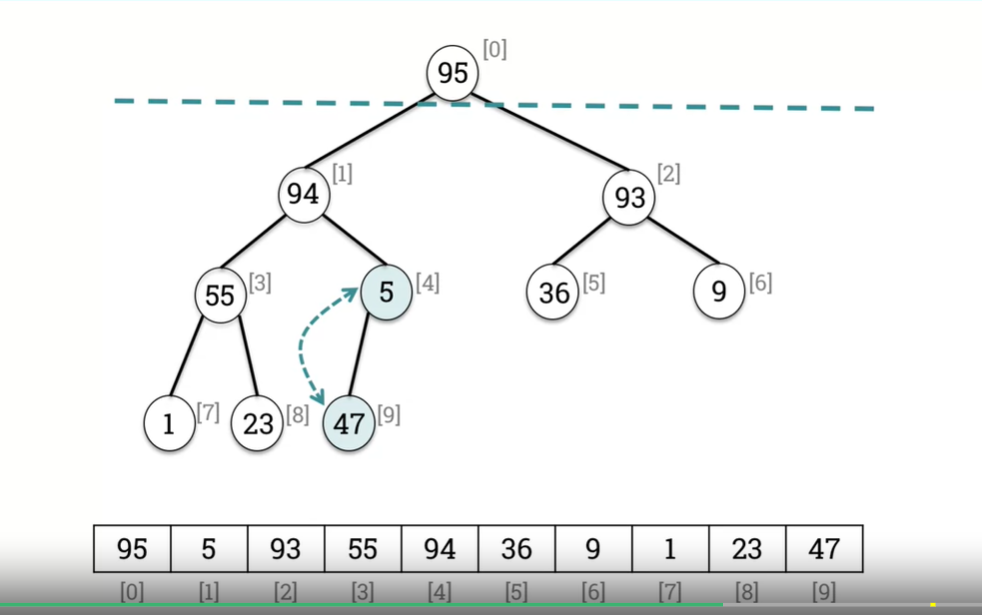 95 [0]
94 [1] 93 [2]
55 [3] 5 [4] 36 [5] 9 [6]
1 [7] 23 [8] 47 [9]
95 5 93 55 94 36 9 1 23 47
[0] [1] [2] [3] [4] [5] [6] [7] [8] [9]